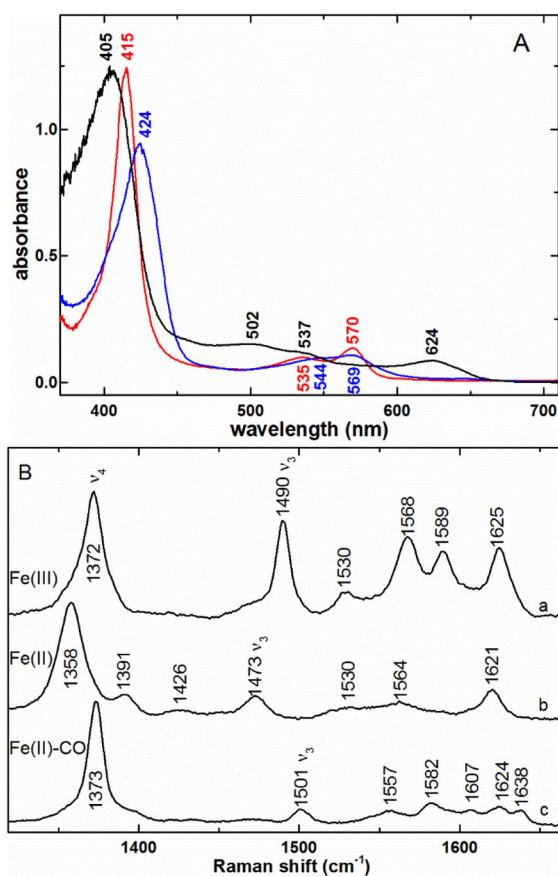 A
405
415
424
502
537
570
624
535
544
569
absorbance
1.0
0.5
0.0
400
500
600
700
wavelength (nm)
B
ν4
1490 ν3
1568
1589
1625
1530
1372
Fe(III)
a
Fe(II)
1358
1391
1426
1473 ν3
1530
1564
1621
b
Fe(II)-CO
1373
1501 ν3
1557
1582
1607
1624
1638
c
1400
1500
1600
Raman shift (cm-1)